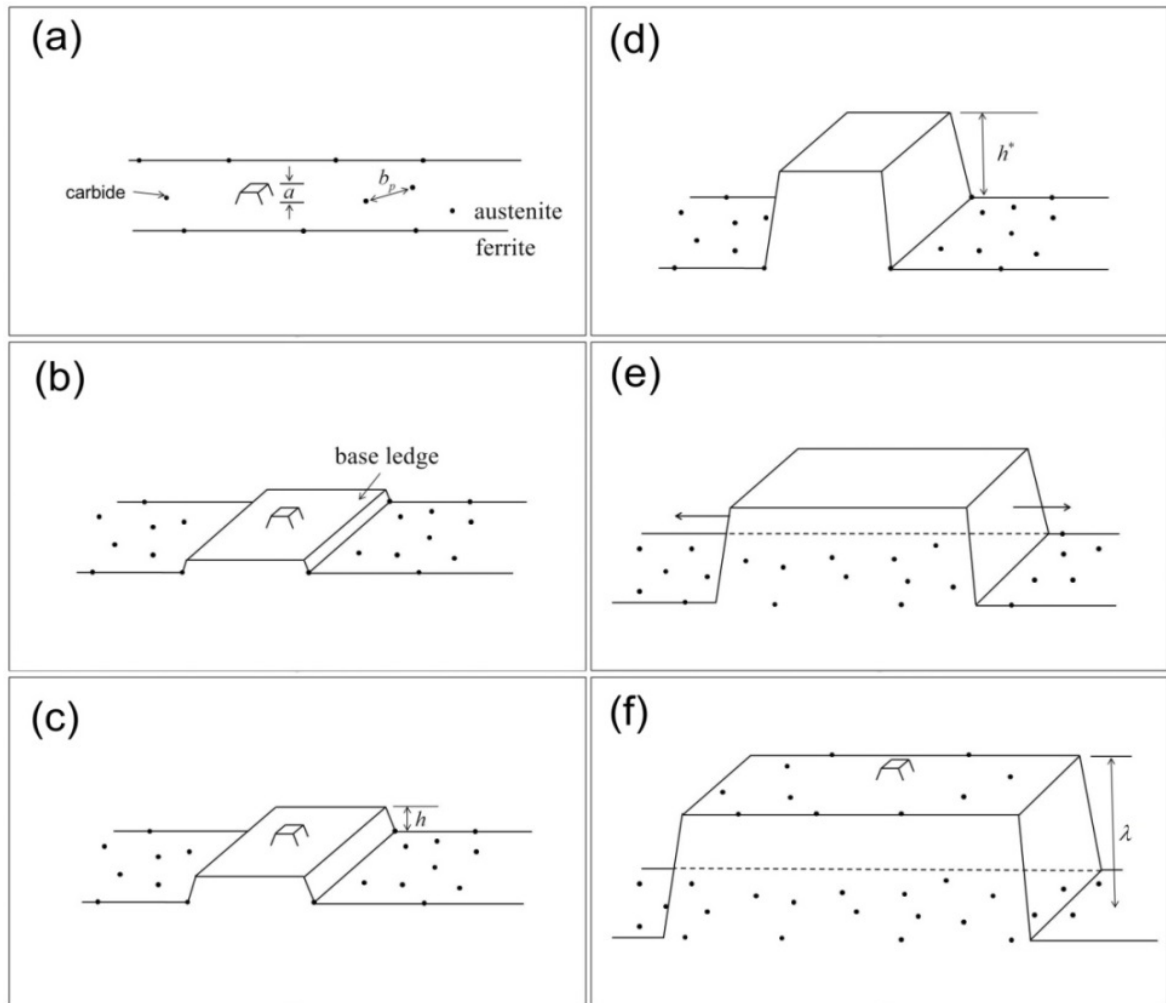 (a)
carbide
a
b_p
austenite
ferrite
(b)
base ledge
(c)
h
(d)
h*
(e)
(f)
λ